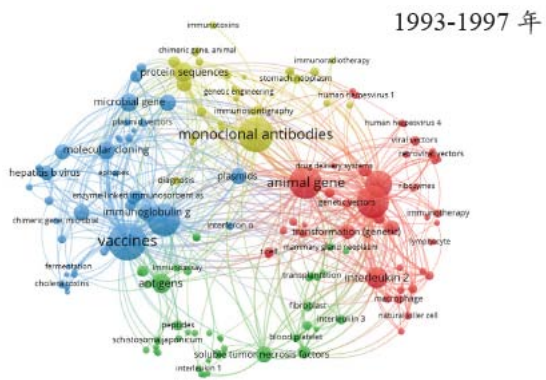 1993-1997 年
immunotoxins
chimeric gene, animal
protein sequences
immunoradiotherapy
stomach neoplasm
genetic engineering
human herpesvirus 1
microbial gene
immunoscintigraphy
plasmid vectors
monoclonal antibodies
human herpesvirus 4
viral vectors
molecular cloning
retrovirus vectors
drug delivery systems
epitopes
hepatitis b virus
diagnosis
plasmids
animal gene
ribozymes
enzyme-linked immunosorbent as
genetic vectors
chimeric gene, microbial
immunoglobulin g
immunotherapy
interferon
transformation (genetic)
vaccines
t-cell
mammary gland neoplasm
lymphocyte
fermentation
immunoassay
transplantation
interleukin 2
cholera toxins
antigens
macrophage
fibroblast
natural killer cell
interleukin 3
peptides
blood platelet
schistosoma japonicum
soluble tumor necrosis factors
interleukin 1